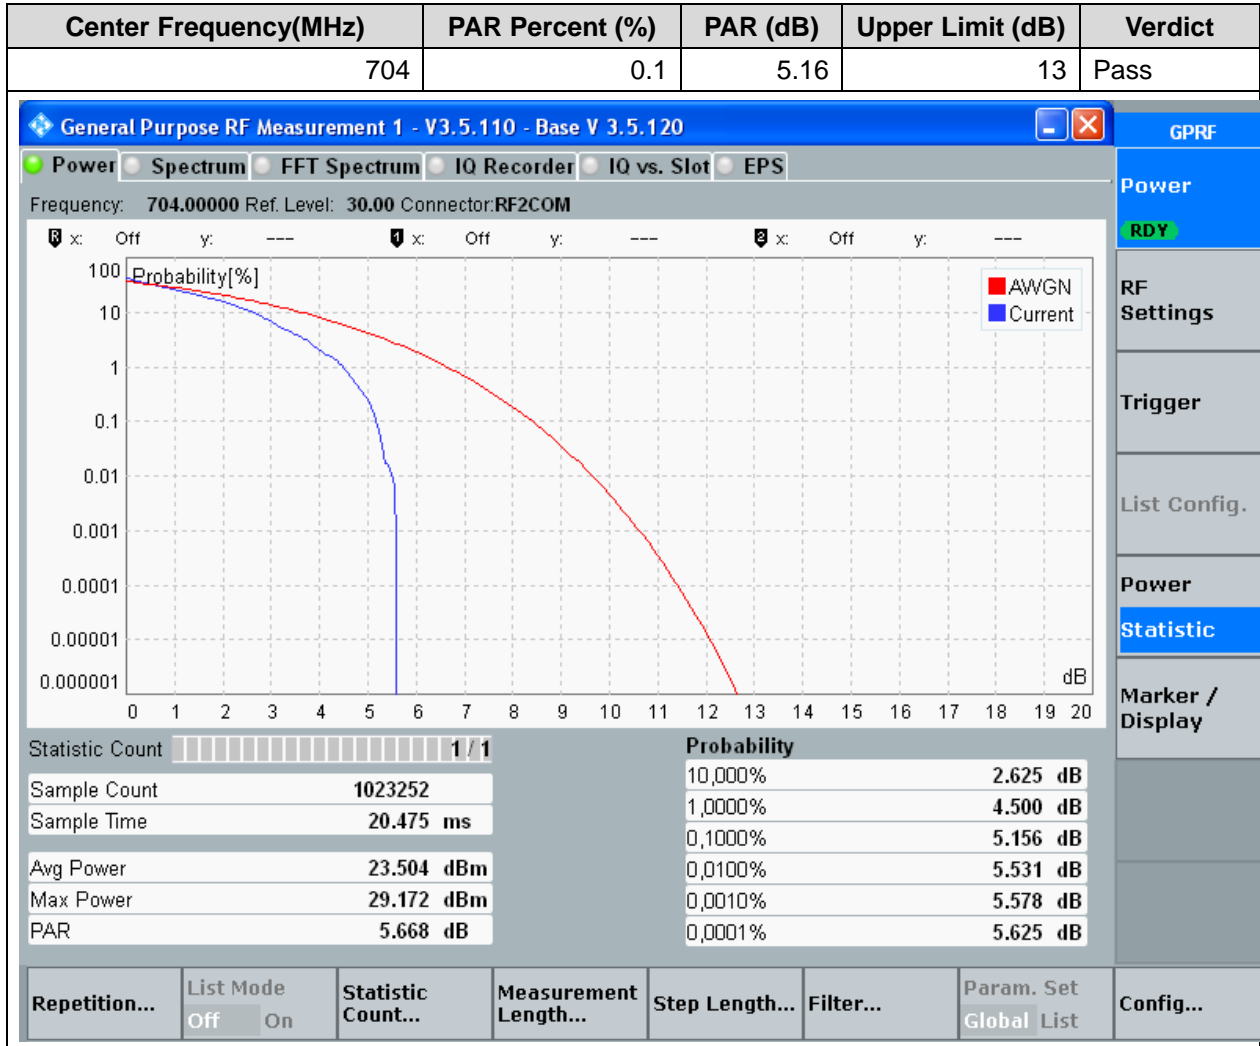 Center Frequency(MHz) PAR Percent (%) PAR (dB) Upper Limit (dB) Verdict
704 0.1 5.16 13 Pass
General Purpose RF Measurement 1 - V3.5.110 - Base V 3.5.120
GPRF
Power Spectrum FFT Spectrum IQ Recorder IQ vs. Slot EPS
Frequency: 704.00000 Ref. Level: 30.00 Connector:RF2COM
R x: Off y: --- 1 x: Off y: --- 2 x: Off y: ---
Probability[%]
AWGN
Current
100
10
1
0.1
0.01
0.001
0.0001
0.00001
0.000001
dB
0 1 2 3 4 5 6 7 8 9 10 11 12 13 14 15 16 17 18 19 20
Statistic Count 1 / 1
Sample Count 1023252
Sample Time 20.475 ms
Avg Power 23.504 dBm
Max Power 29.172 dBm
PAR 5.668 dB
Probability
10,000% 2.625 dB
1,0000% 4.500 dB
0,1000% 5.156 dB
0,0100% 5.531 dB
0,0010% 5.578 dB
0,0001% 5.625 dB
Power
RDY
RF
Settings
Trigger
List Config.
Power
Statistic
Marker /
Display
Repetition...
List Mode
Off On
Statistic
Count...
Measurement
Length...
Step Length...
Filter...
Param. Set
Global List
Config...